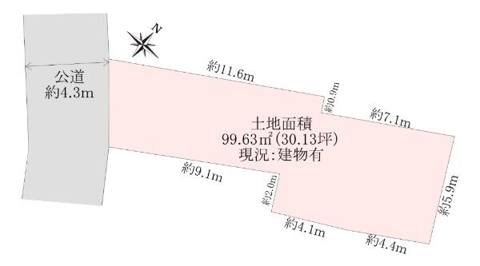 N
公道
約4.3m
約11.6m
約0.9m
約7.1m
土地面積
99.63㎡(30.13坪)
現況:建物有
約9.1m
約2.0m
約5.9m
約4.1m
約4.4m